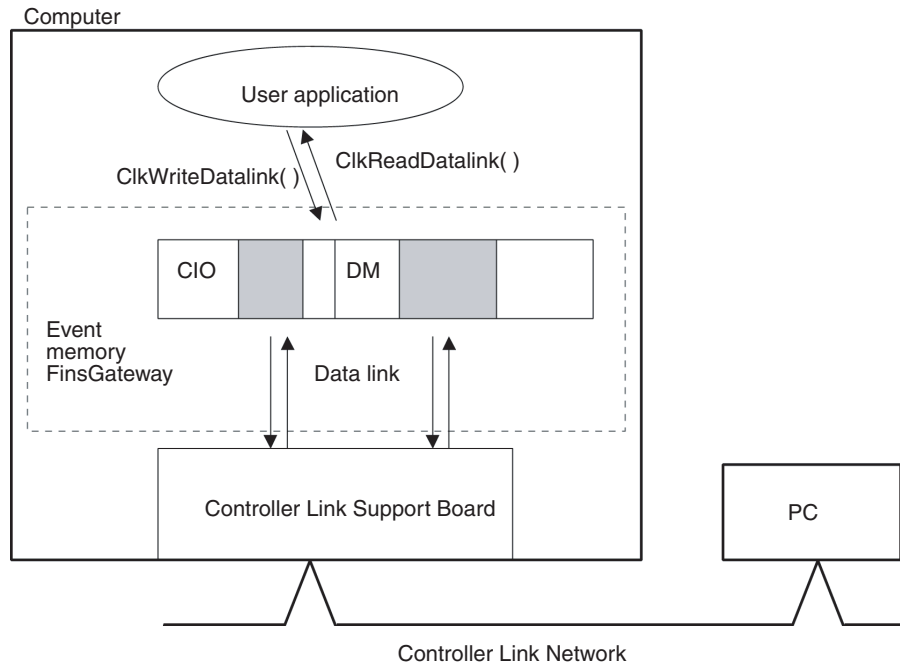 Computer
User application
ClkReadDatalink( )
ClkWriteDatalink( )
CIO
DM
Event
memory
FinsGateway
Data link
Controller Link Support Board
PC
Controller Link Network